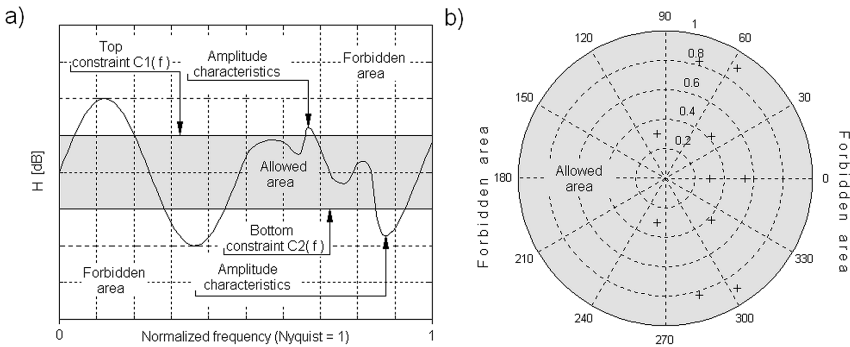 a)
Top
constraint C1( f )
Amplitude
characteristics
Forbidden
area
H [dB]
Allowed
area
Bottom
constraint C2( f )
Forbidden
area
Amplitude
characteristics
0
Normalized frequency (Nyquist = 1)
1
b)
90
1
120
60
0.8
0.6
150
30
0.4
0.2
Forbidden area
180
Allowed
area
0
Forbidden area
210
330
240
300
270